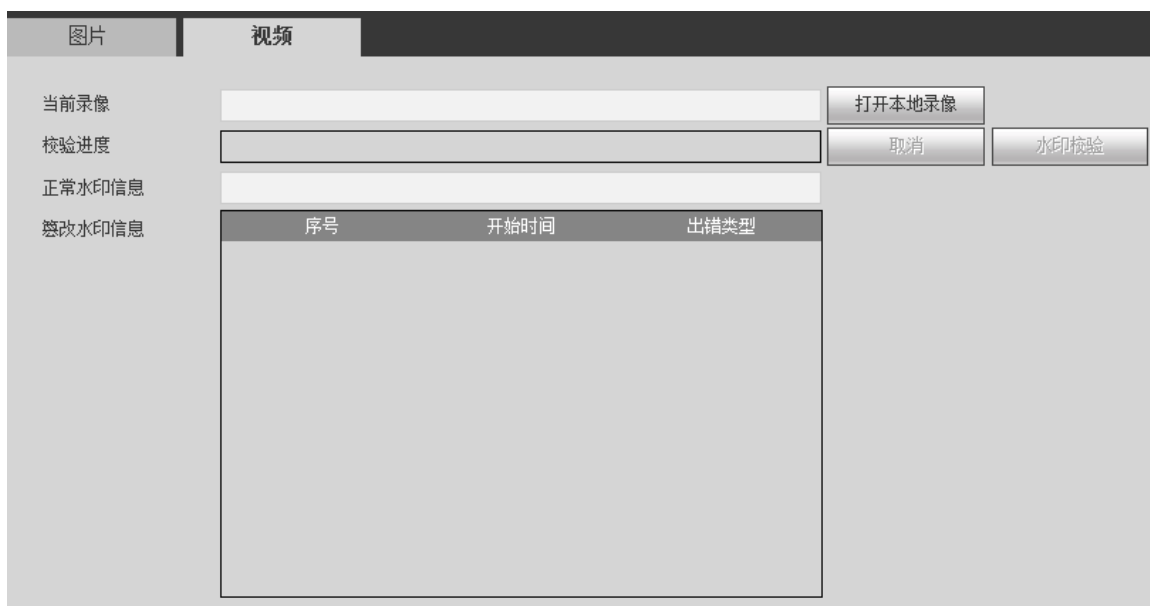 图片 视频
当前录像 打开本地录像
校验进度 取消 水印校验
正常水印信息
篡改水印信息 序号 开始时间 出错类型